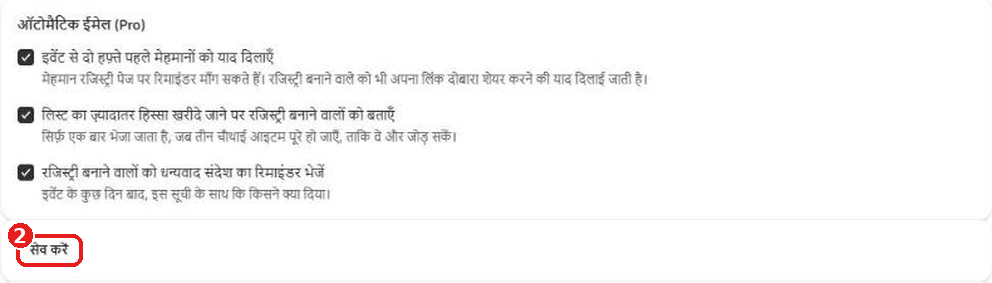 ऑटोमैटिक ईमेल (Pro)
इवेंट से दो हफ़्ते पहले मेहमानों को याद दिलाएँ
मेहमान रजिस्ट्री पेज पर रिमाइंडर माँग सकते हैं। रजिस्ट्री बनाने वाले को भी अपना लिंक दोबारा शेयर करने की याद दिलाई जाती है।
लिस्ट का ज़्यादातर हिस्सा खरीदे जाने पर रजिस्ट्री बनाने वालों को बताएँ
सिर्फ़ एक बार भेजा जाता है, जब तीन चौथाई आइटम पूरे हो जाएँ, ताकि वे और जोड़ सकें।
रजिस्ट्री बनाने वालों को धन्यवाद संदेश का रिमाइंडर भेजें
इवेंट के कुछ दिन बाद, इस सूची के साथ कि किसने क्या दिया।
2
सेव करें